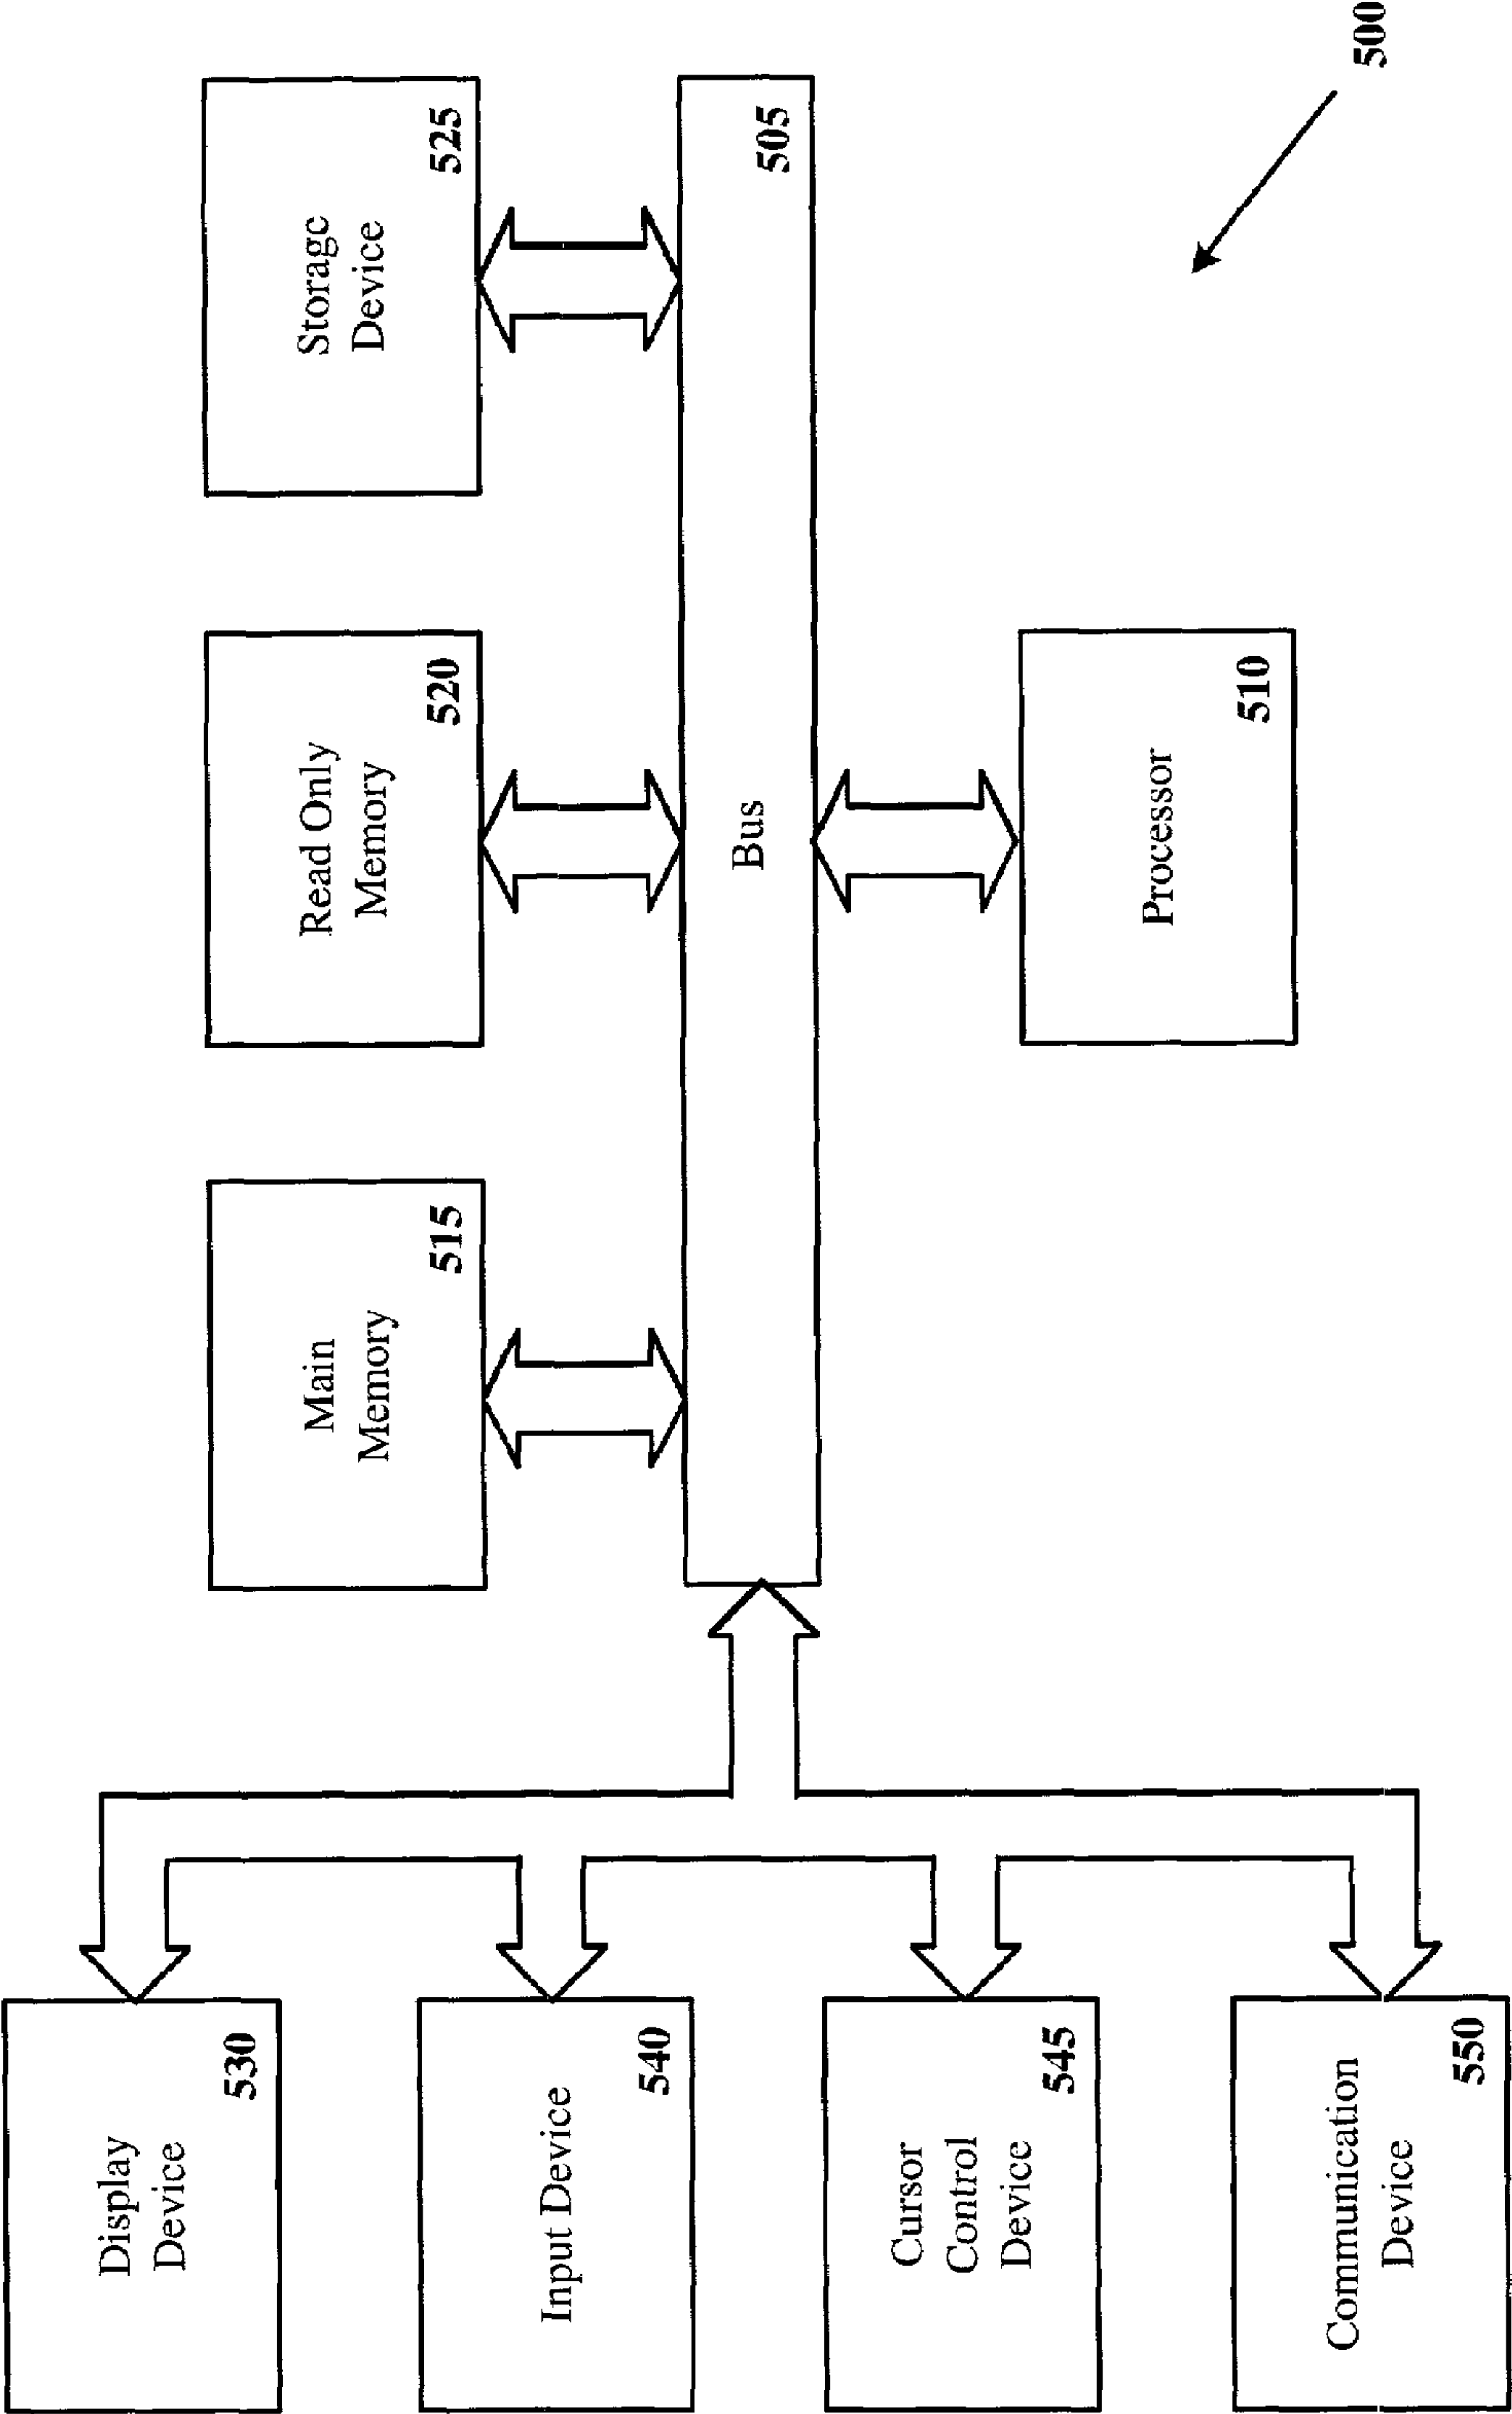 Display
Device
530
Input Device
540
Cursor
Control
Device
545
Communication
Device
550
Main
Memory
515
Read Only
Memory
520
Storage
Device
525
Bus
505
Processor
510
500